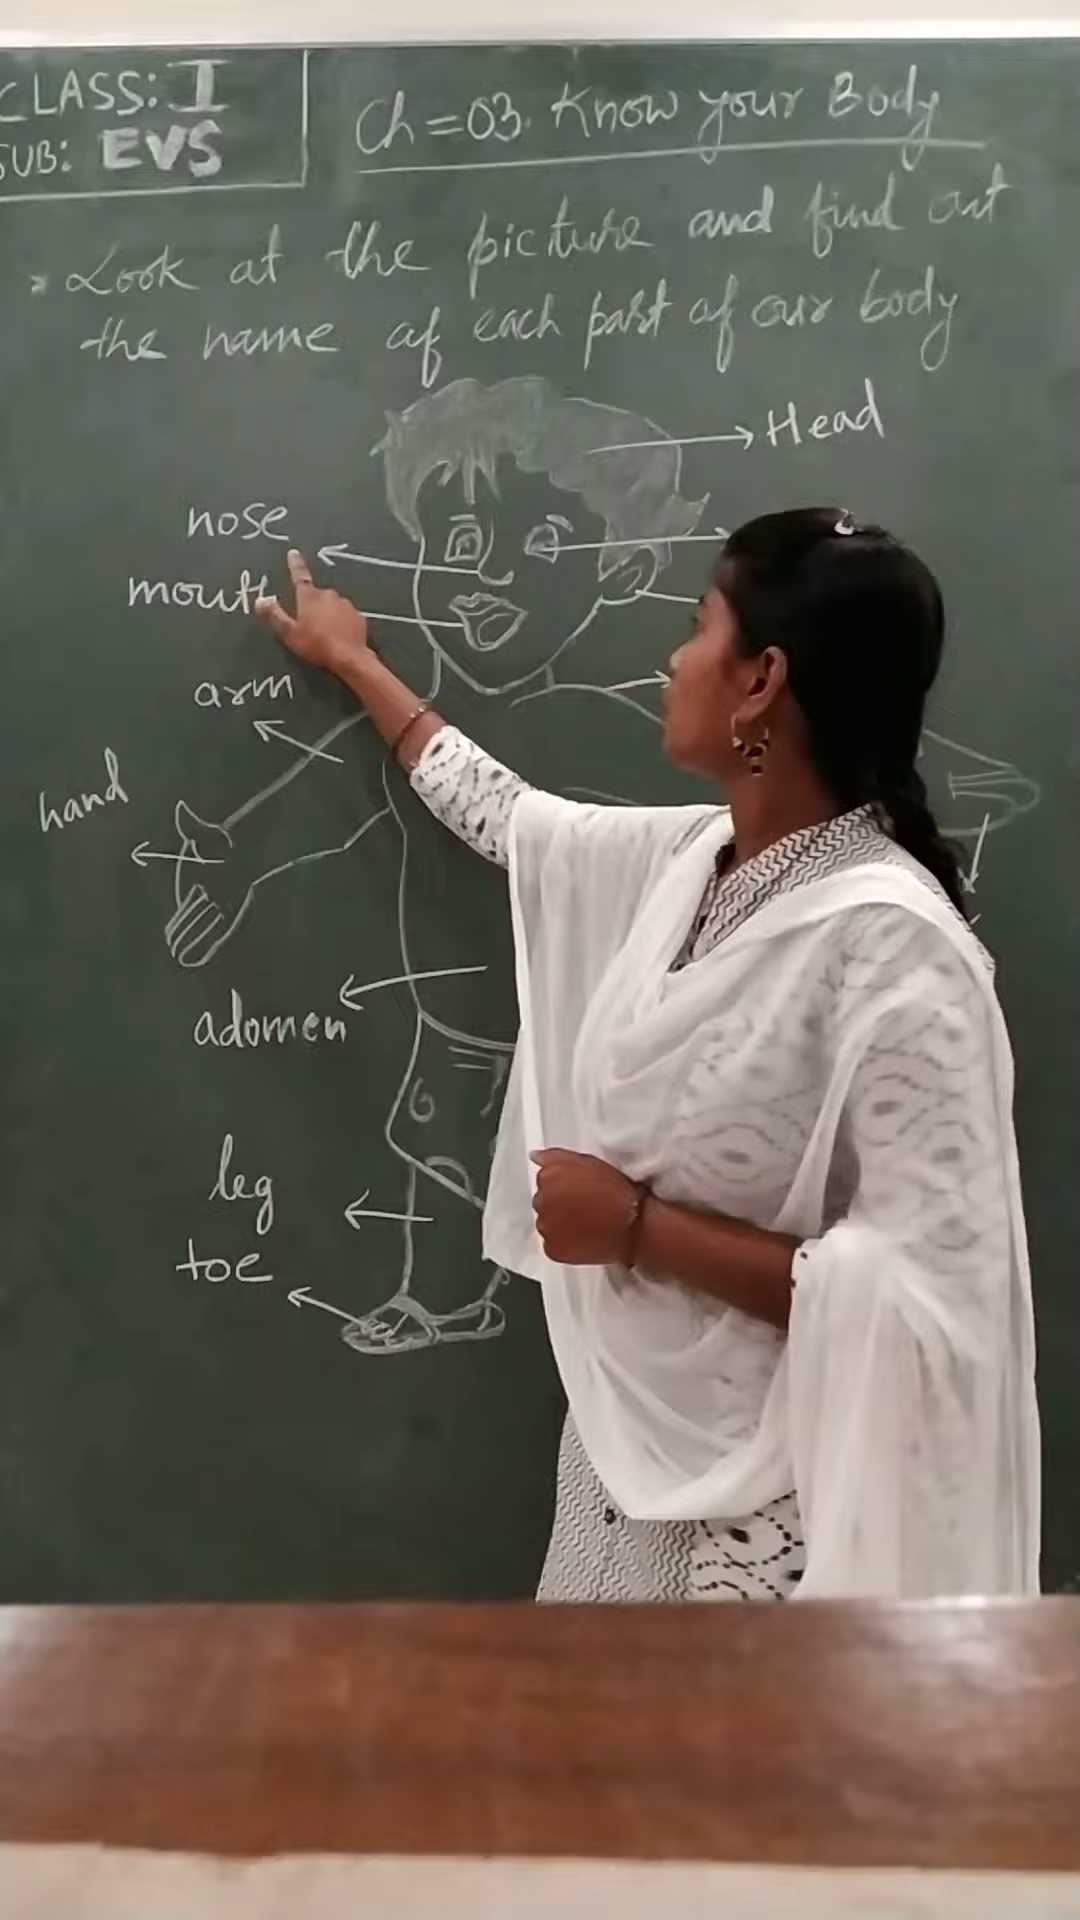 CLASS: I
SUB: EVS
Ch = 03. Know your Body
* Look at the picture and find out
the name of each part of our body
Head
nose
mouth
arm
hand
adomen
leg
toe